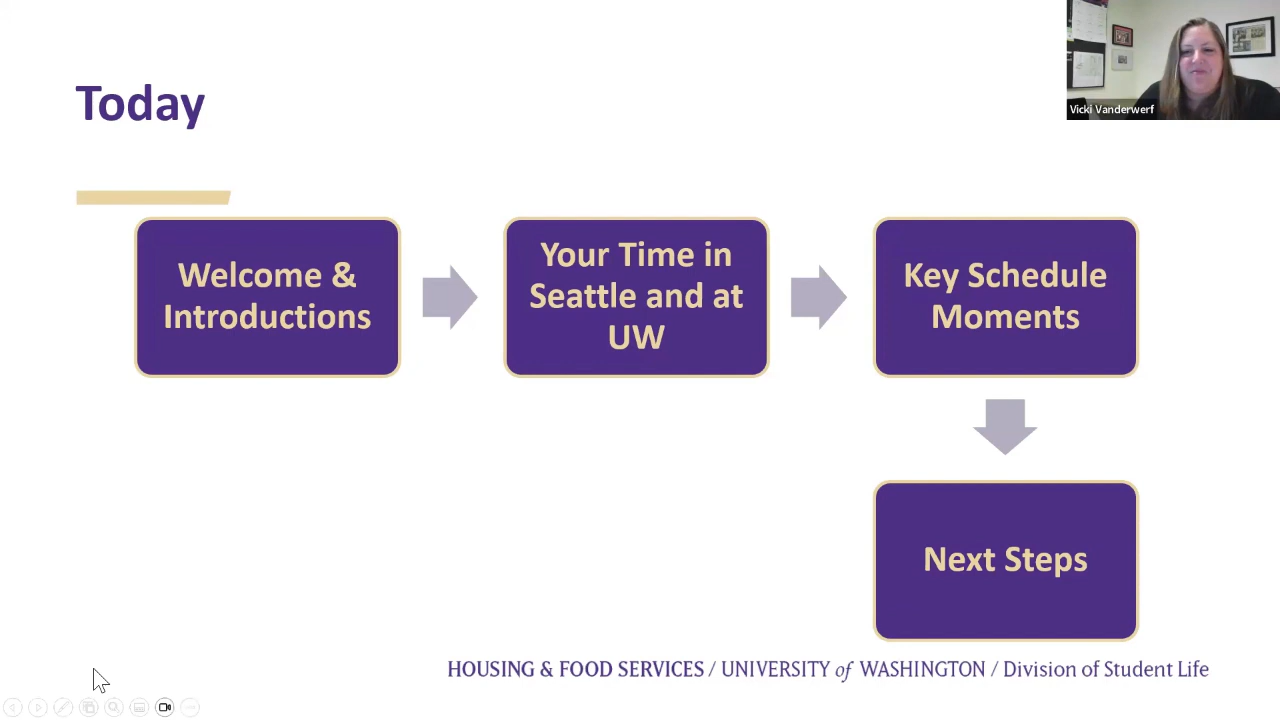 Today
Vicki Vanderwerf
Welcome &
Introductions
Your Time in
Seattle and at
UW
Key Schedule
Moments
Next Steps
HOUSING & FOOD SERVICES / UNIVERSITY of WASHINGTON / Division of Student Life